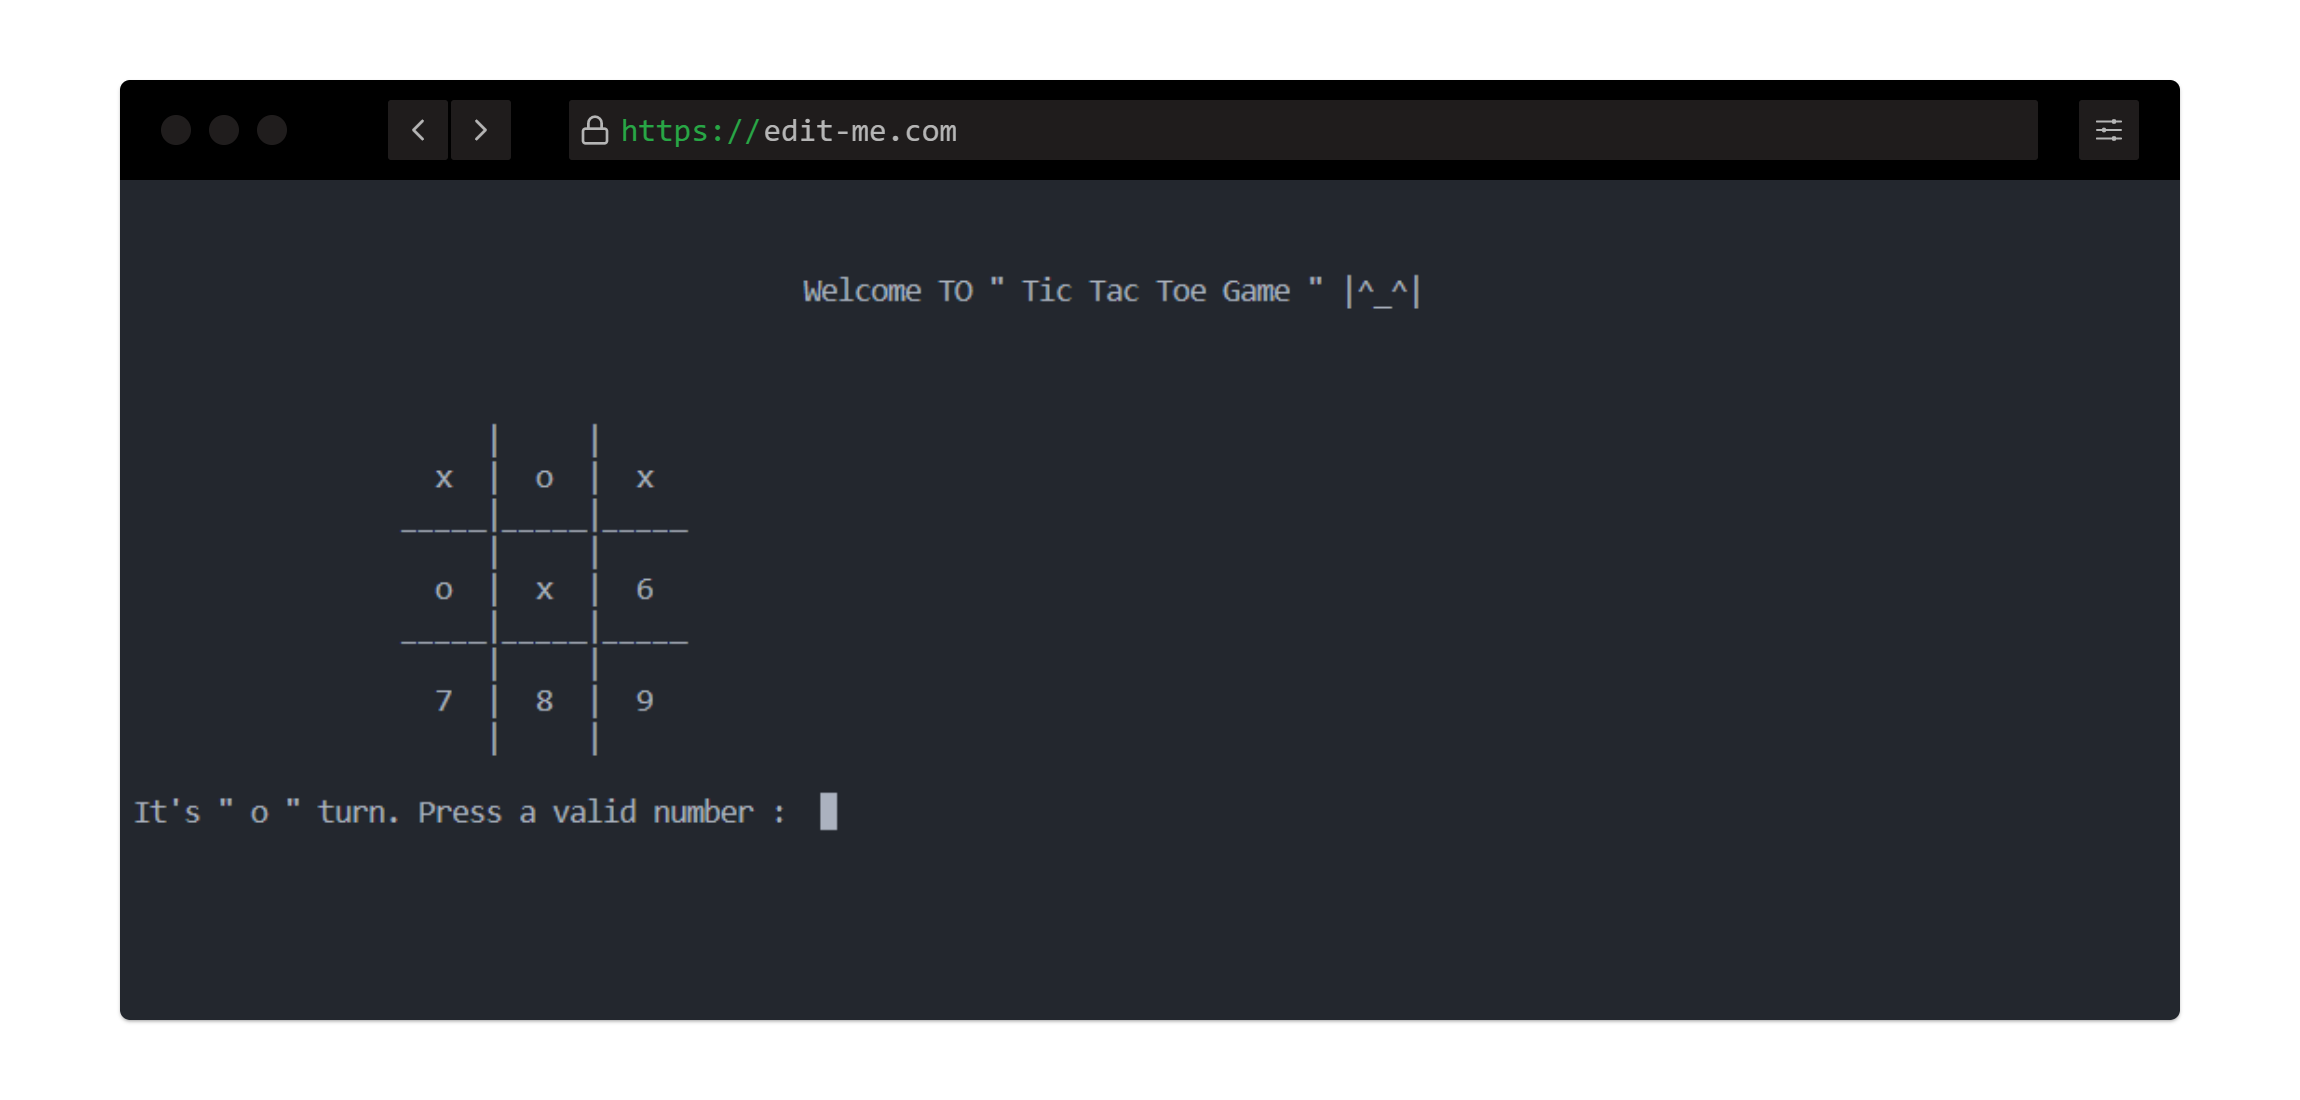 https://edit-me.com
Welcome TO " Tic Tac Toe Game " |^_^|
x | o | x
_____|_____|_____
o | x | 6
_____|_____|_____
7 | 8 | 9
It's " o " turn. Press a valid number :